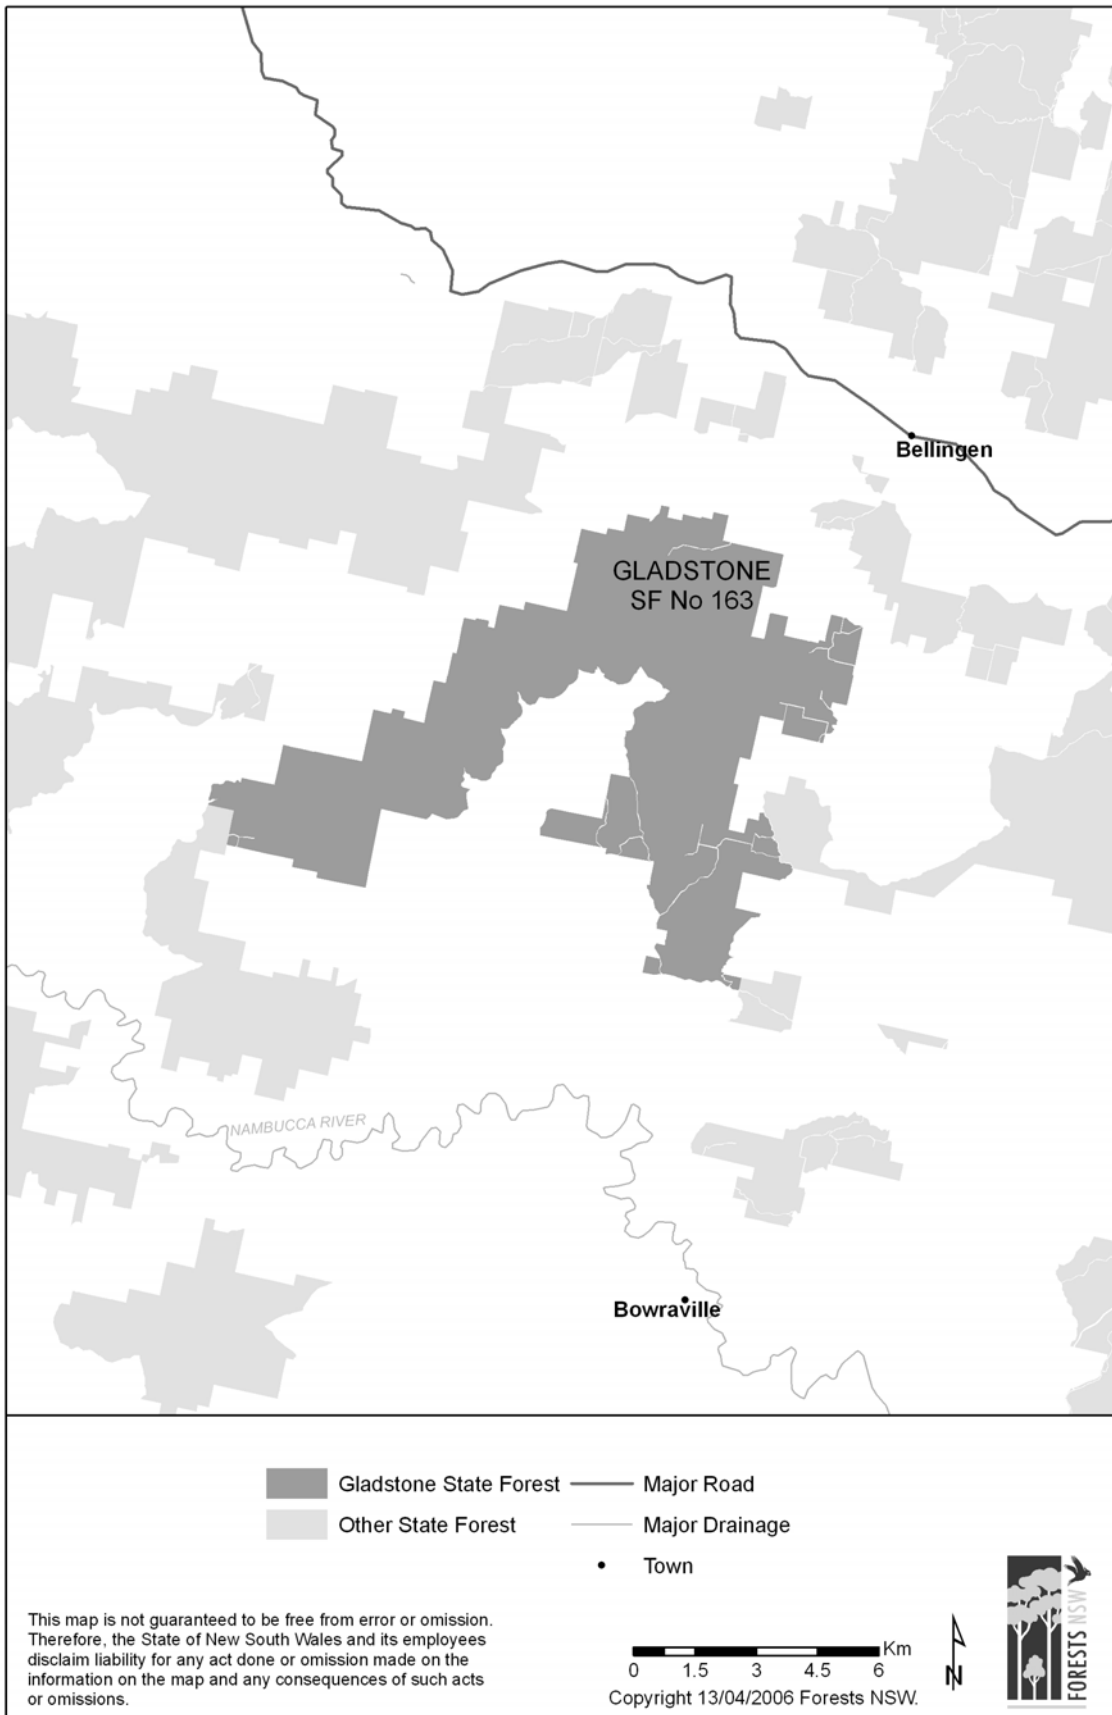 Bellingen
GLADSTONE
SF No 163
NAMBUCCA RIVER
Bowraville
Gladstone State Forest
Major Road
Other State Forest
Major Drainage
Town
This map is not guaranteed to be free from error or omission.
Therefore, the State of New South Wales and its employees
disclaim liability for any act done or omission made on the
information on the map and any consequences of such acts
or omissions.
Km
0 1.5 3 4.5 6
Copyright 13/04/2006 Forests NSW.
N
FORESTS NSW